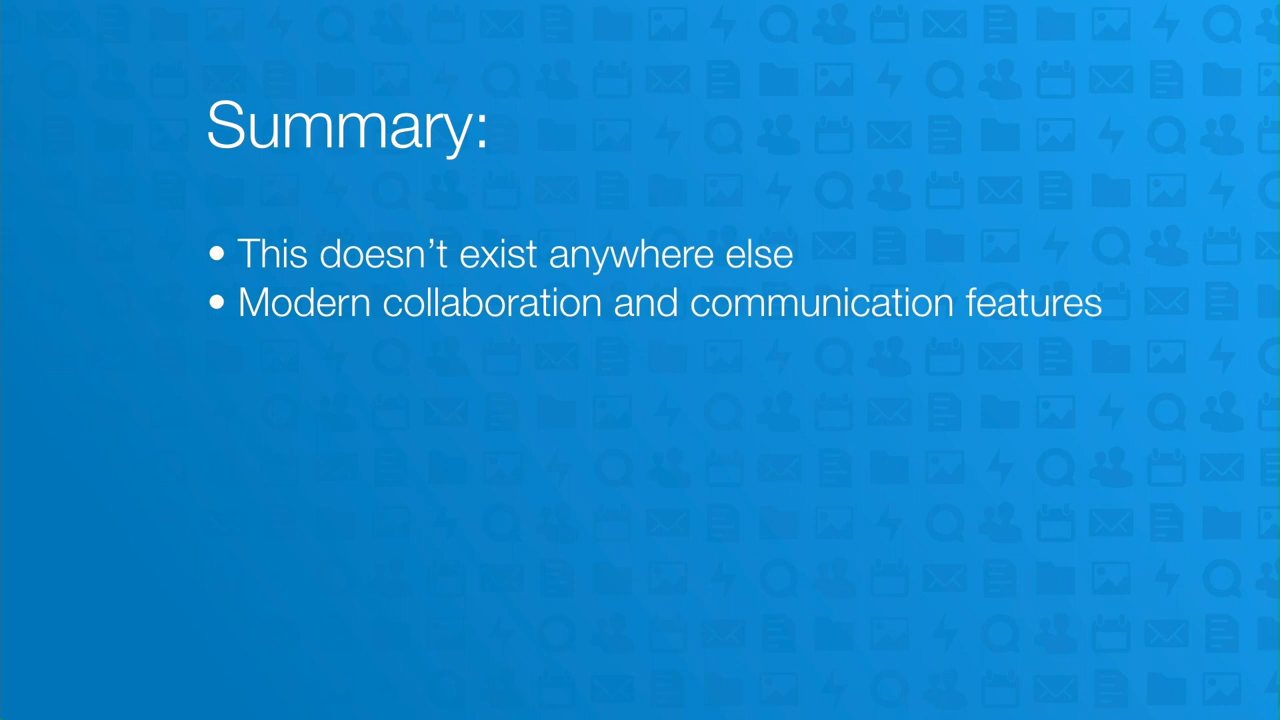 Summary:
• This doesn’t exist anywhere else
• Modern collaboration and communication features